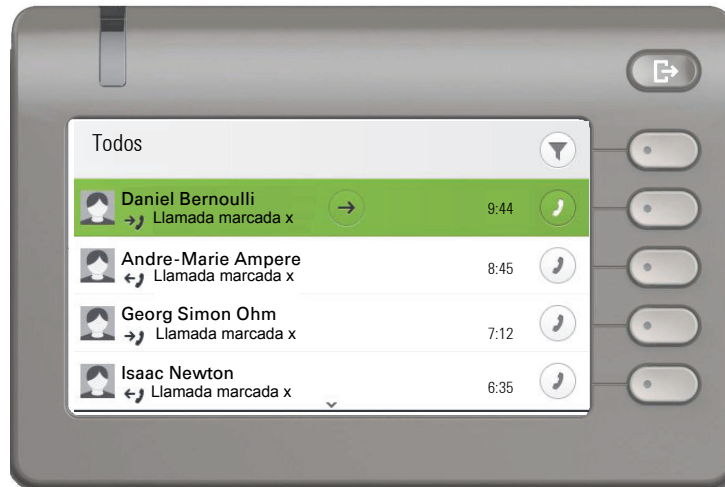 Todos
Daniel Bernoulli
Llamada marcada x
9:44
Andre-Marie Ampere
Llamada marcada x
8:45
Georg Simon Ohm
Llamada marcada x
7:12
Isaac Newton
Llamada marcada x
6:35